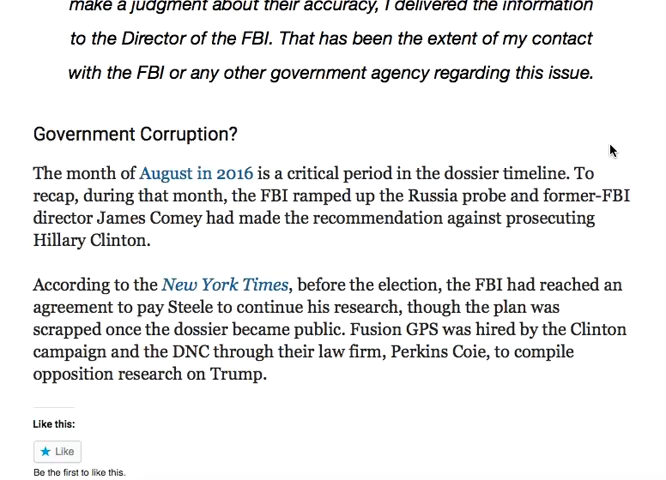 make a judgment about their accuracy, I delivered the information
to the Director of the FBI. That has been the extent of my contact
with the FBI or any other government agency regarding this issue.
Government Corruption?
The month of August in 2016 is a critical period in the dossier timeline. To
recap, during that month, the FBI ramped up the Russia probe and former-FBI
director James Comey had made the recommendation against prosecuting
Hillary Clinton.
According to the New York Times, before the election, the FBI had reached an
agreement to pay Steele to continue his research, though the plan was
scrapped once the dossier became public. Fusion GPS was hired by the Clinton
campaign and the DNC through their law firm, Perkins Coie, to compile
opposition research on Trump.
Like this:
Like
Be the first to like this.